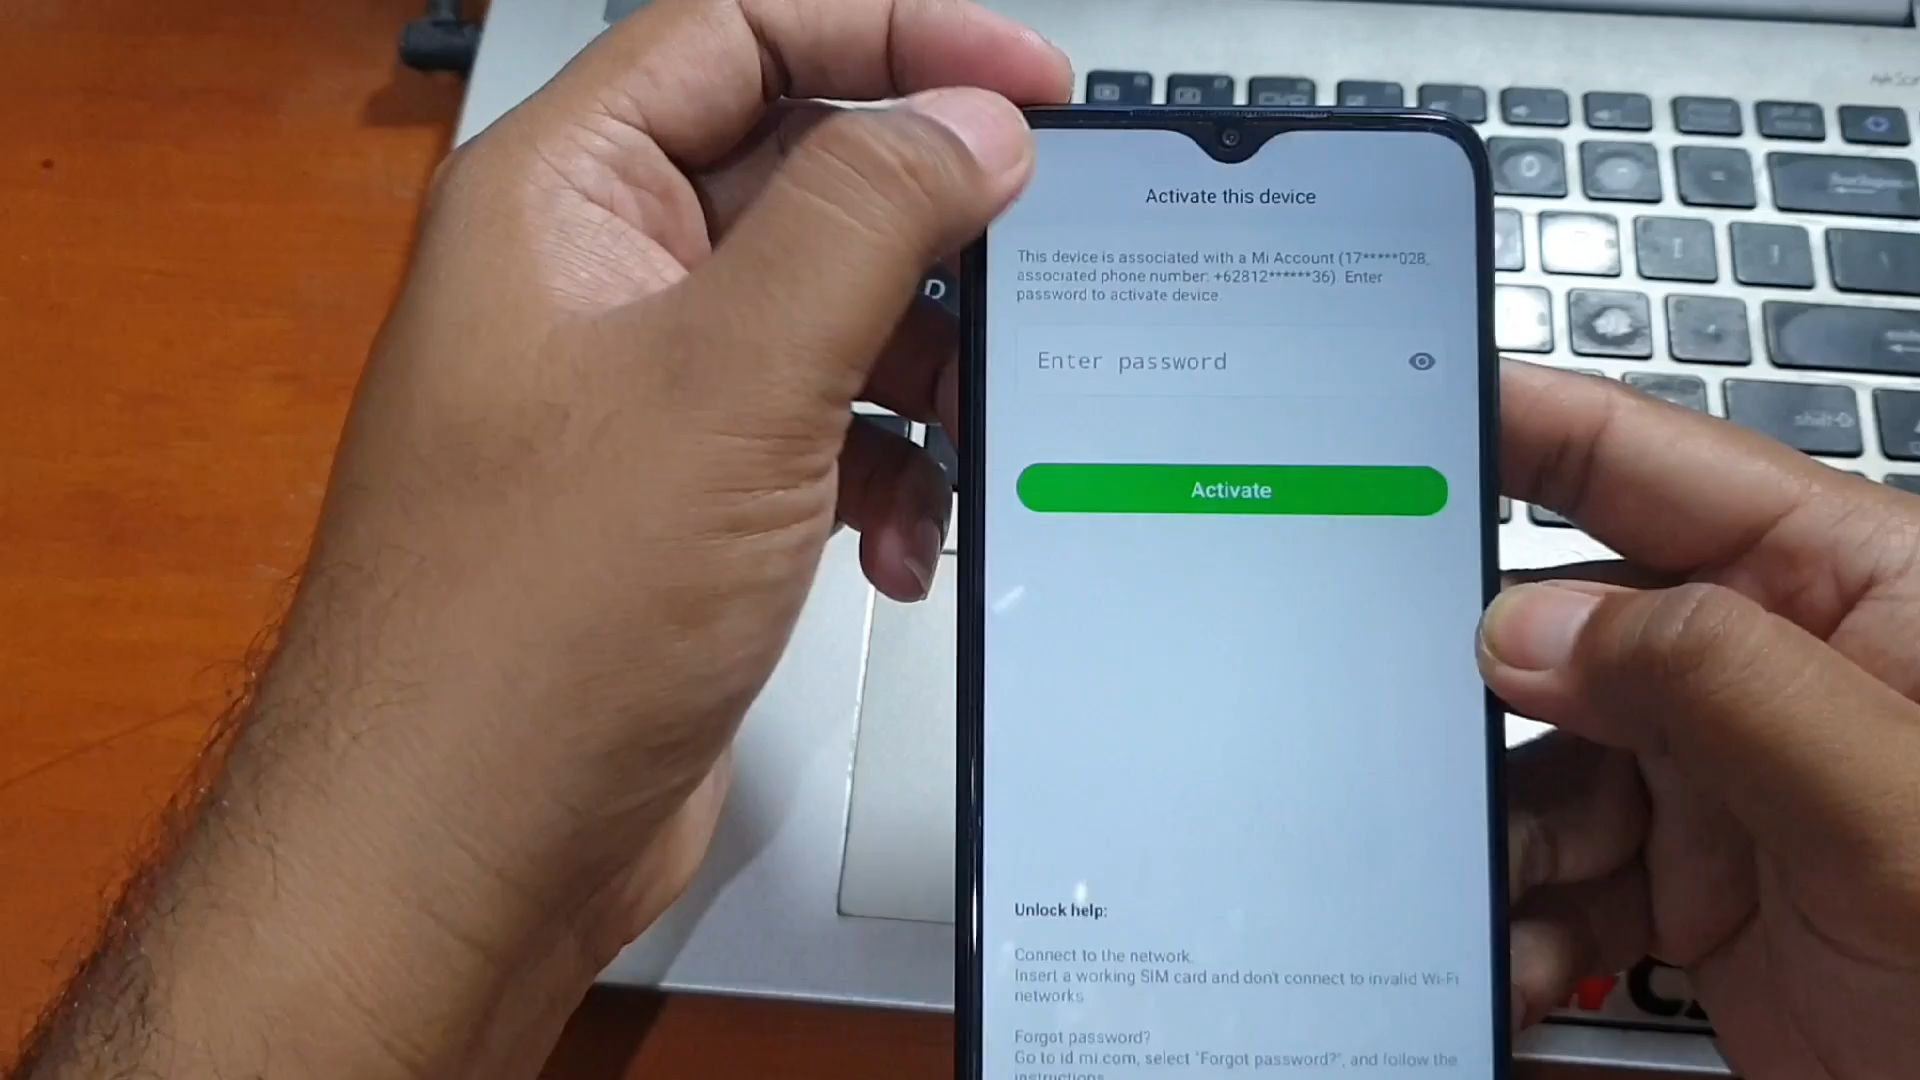 Activate this device
This device is associated with a Mi Account (17*****028,
associated phone number: +62812******36). Enter
password to activate device.
Enter password
Activate
Unlock help:
Connect to the network.
Insert a working SIM card and don't connect to invalid Wi-Fi
networks
Forgot password?
Go to id.mi.com, select "Forgot password?", and follow the
instructions
D
shift